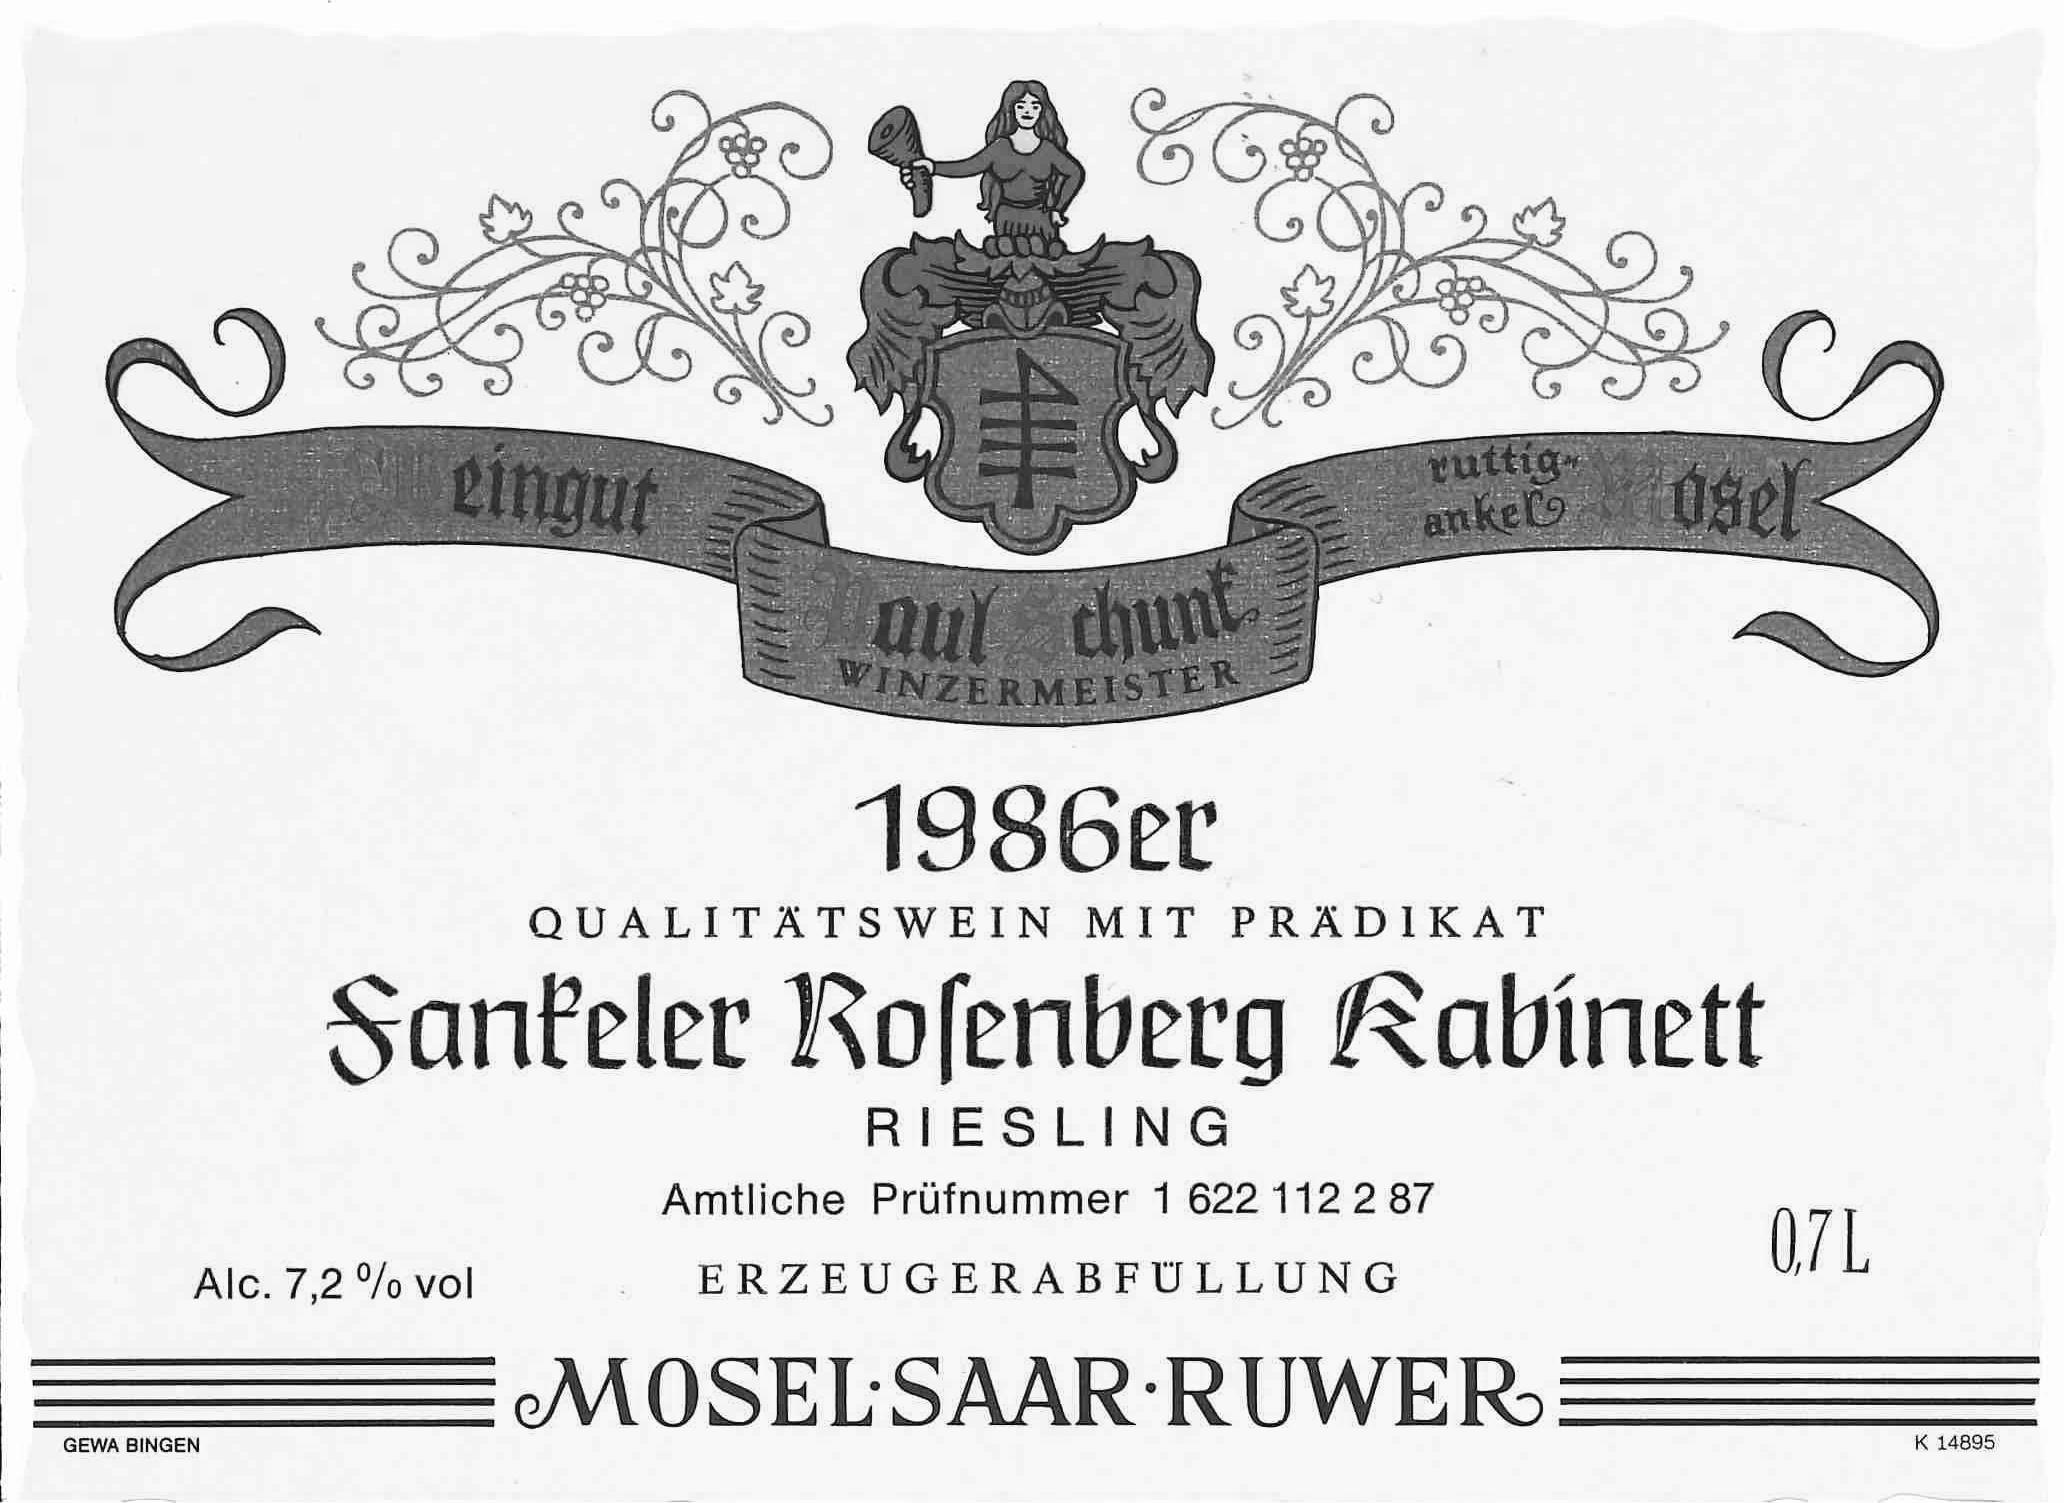 Weingut
Paul Schunk
WINZERMEISTER
Bruttig-
Fankel Mosel
1986er
QUALITÄTSWEIN MIT PRÄDIKAT
Fankeler Roſenberg Kabinett
RIESLING
Amtliche Prüfnummer 1 622 112 2 87
0,7 L
Alc. 7,2 % vol
ERZEUGERABFÜLLUNG
MOSEL·SAAR·RUWER
GEWA BINGEN
K 14895